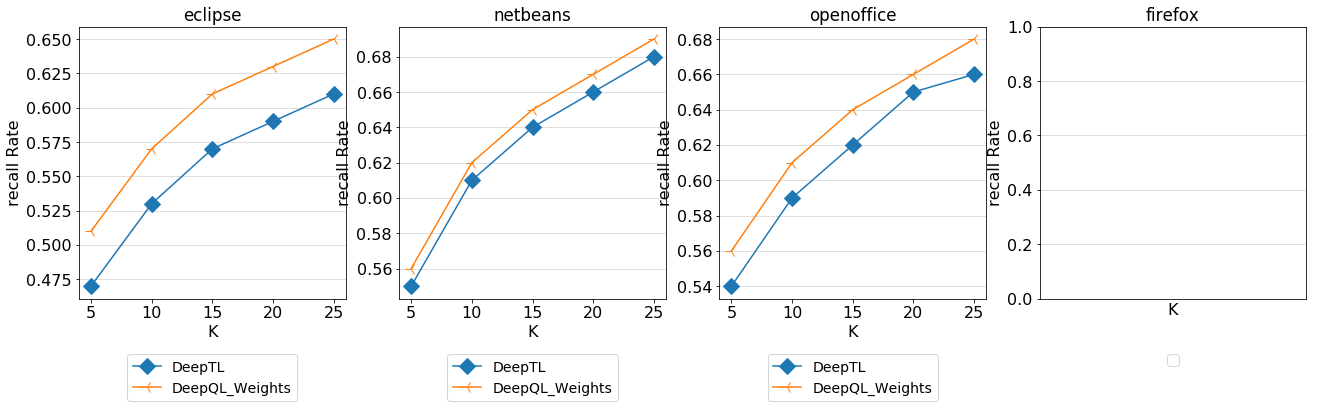 eclipse
0.650
0.625
0.600
0.575
0.550
0.525
0.500
0.475
recall Rate
5 10 15 20 25
K
DeepTL
DeepQL_Weights
netbeans
0.68
0.66
0.64
0.62
0.60
0.58
0.56
recall Rate
5 10 15 20 25
K
DeepTL
DeepQL_Weights
openoffice
0.68
0.66
0.64
0.62
0.60
0.58
0.56
0.54
recall Rate
5 10 15 20 25
K
DeepTL
DeepQL_Weights
firefox
1.0
0.8
0.6
0.4
0.2
0.0
recall Rate
K